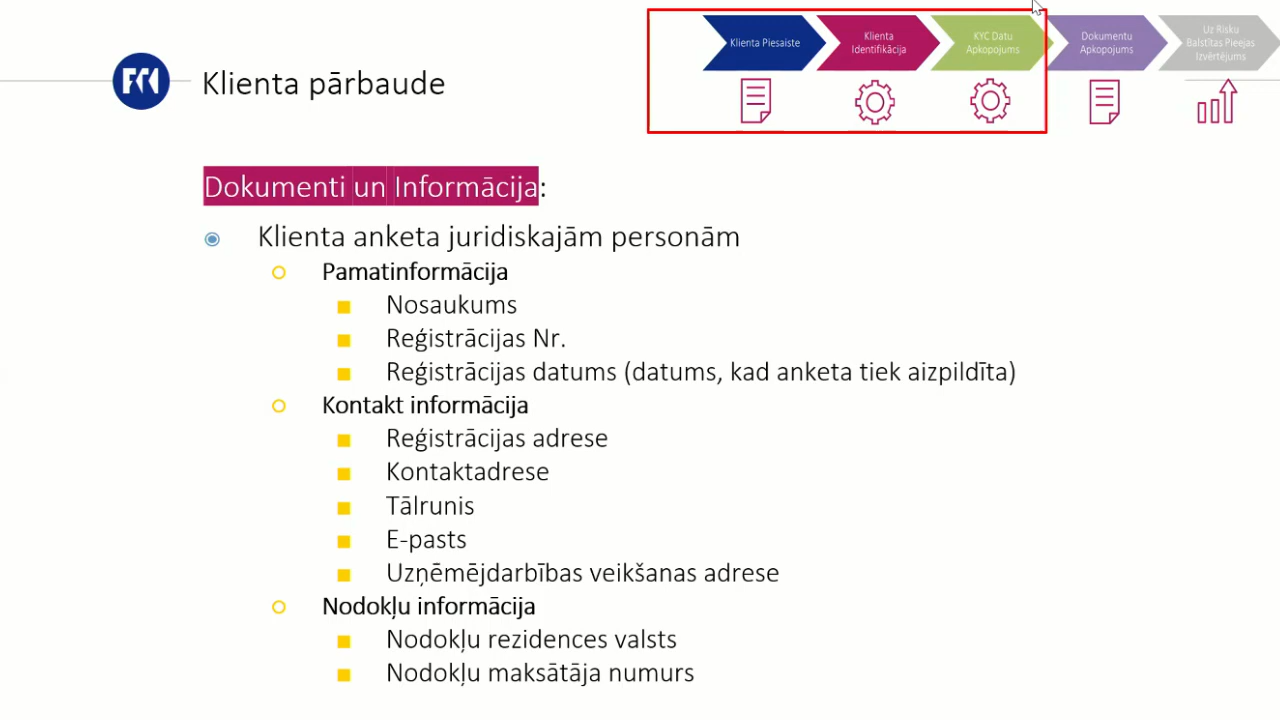 Klienta Piesaiste
Klienta
Identifikācija
KYC Datu
Apkopojums
Dokumentu
Apkopojums
Uz Risku
Balstītas Pieejas
Izvērtējums
Klienta pārbaude
Dokumenti un Informācija:
Klienta anketa juridiskajām personām
Pamatinformācija
Nosaukums
Reģistrācijas Nr.
Reģistrācijas datums (datums, kad anketa tiek aizpildīta)
Kontakt informācija
Reģistrācijas adrese
Kontaktadrese
Tālrunis
E-pasts
Uzņēmējdarbības veikšanas adrese
Nodokļu informācija
Nodokļu rezidences valsts
Nodokļu maksātāja numurs